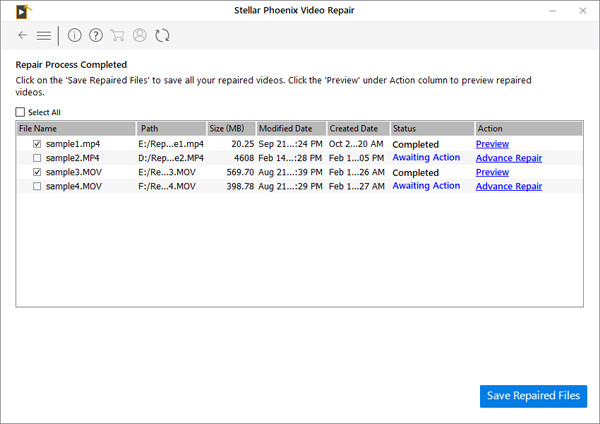 Stellar Phoenix Video Repair
Repair Process Completed
Click on the 'Save Repaired Files' to save all your repaired videos. Click the 'Preview' under Action column to preview repaired
videos.
Select All
File Name Path Size (MB) Modified Date Created Date Status Action
sample1.mp4 E:/Rep...e1.mp4 20.25 Sep 21...:24 PM Oct 2...20 AM Completed Preview
sample2.MP4 D:/Rep...e2.MP4 4608 Feb 14...:28 PM Feb 1...05 PM Awaiting Action Advance Repair
sample3.MOV E:/Re...3.MOV 569.70 Aug 21...:39 PM Feb 1...26 AM Completed Preview
sample4.MOV F:/Re...4.MOV 398.78 Aug 21...:29 PM Feb 1...27 AM Awaiting Action Advance Repair
Save Repaired Files